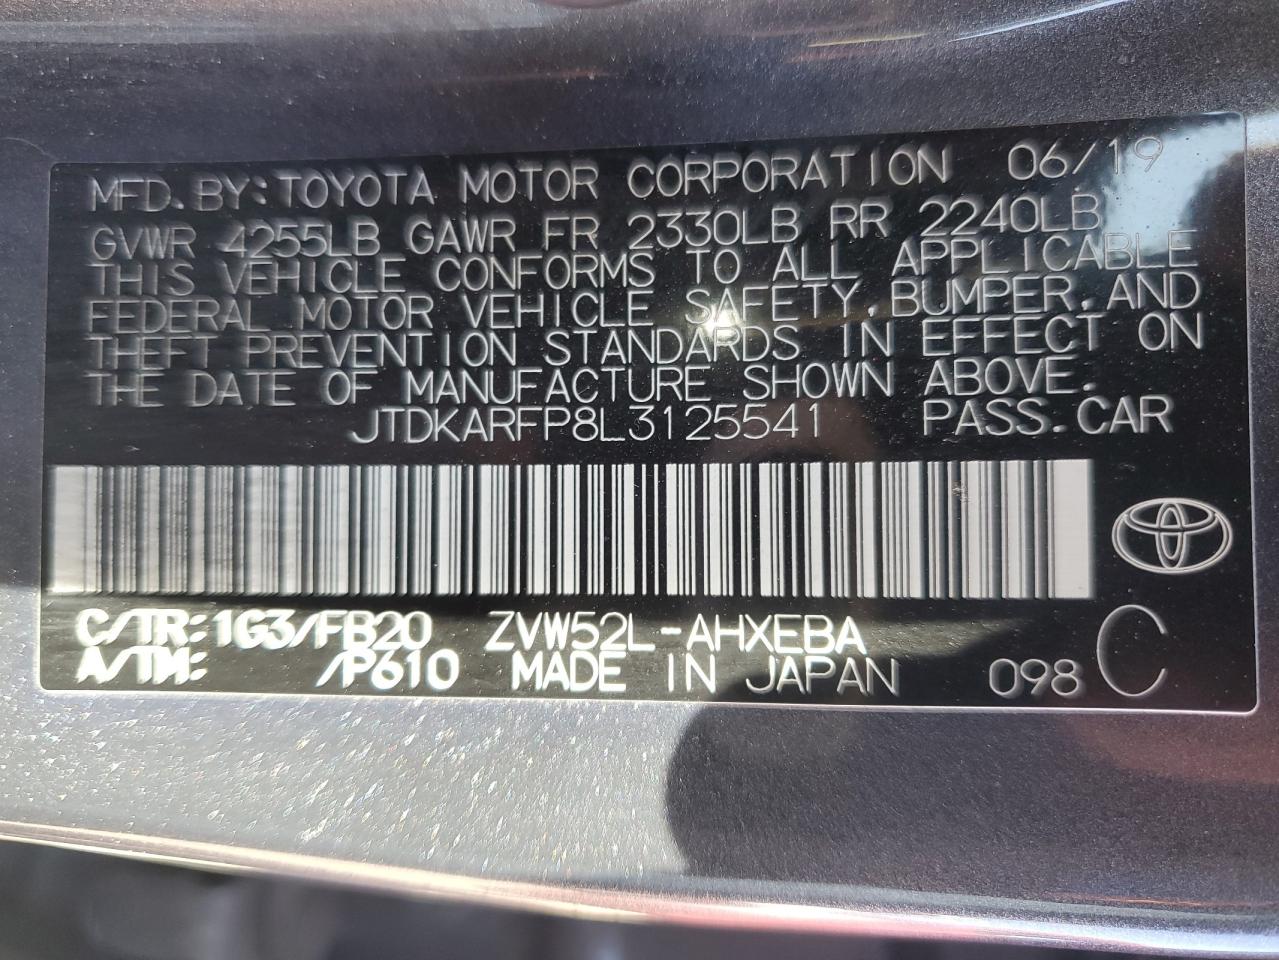 MFD. BY: TOYOTA MOTOR CORPORATION 06/19
GVWR 4255LB GAWR FR 2330LB RR 2240LB
THIS VEHICLE CONFORMS TO ALL APPLICABLE
FEDERAL MOTOR VEHICLE SAFETY, BUMPER, AND
THEFT PREVENTION STANDARDS IN EFFECT ON
THE DATE OF MANUFACTURE SHOWN ABOVE.
JTDKARFP8L3125541 PASS. CAR
C/TR: 1G3/FB20 ZVW52L-AHXEBA
A/TM: /P610 MADE IN JAPAN 098 C